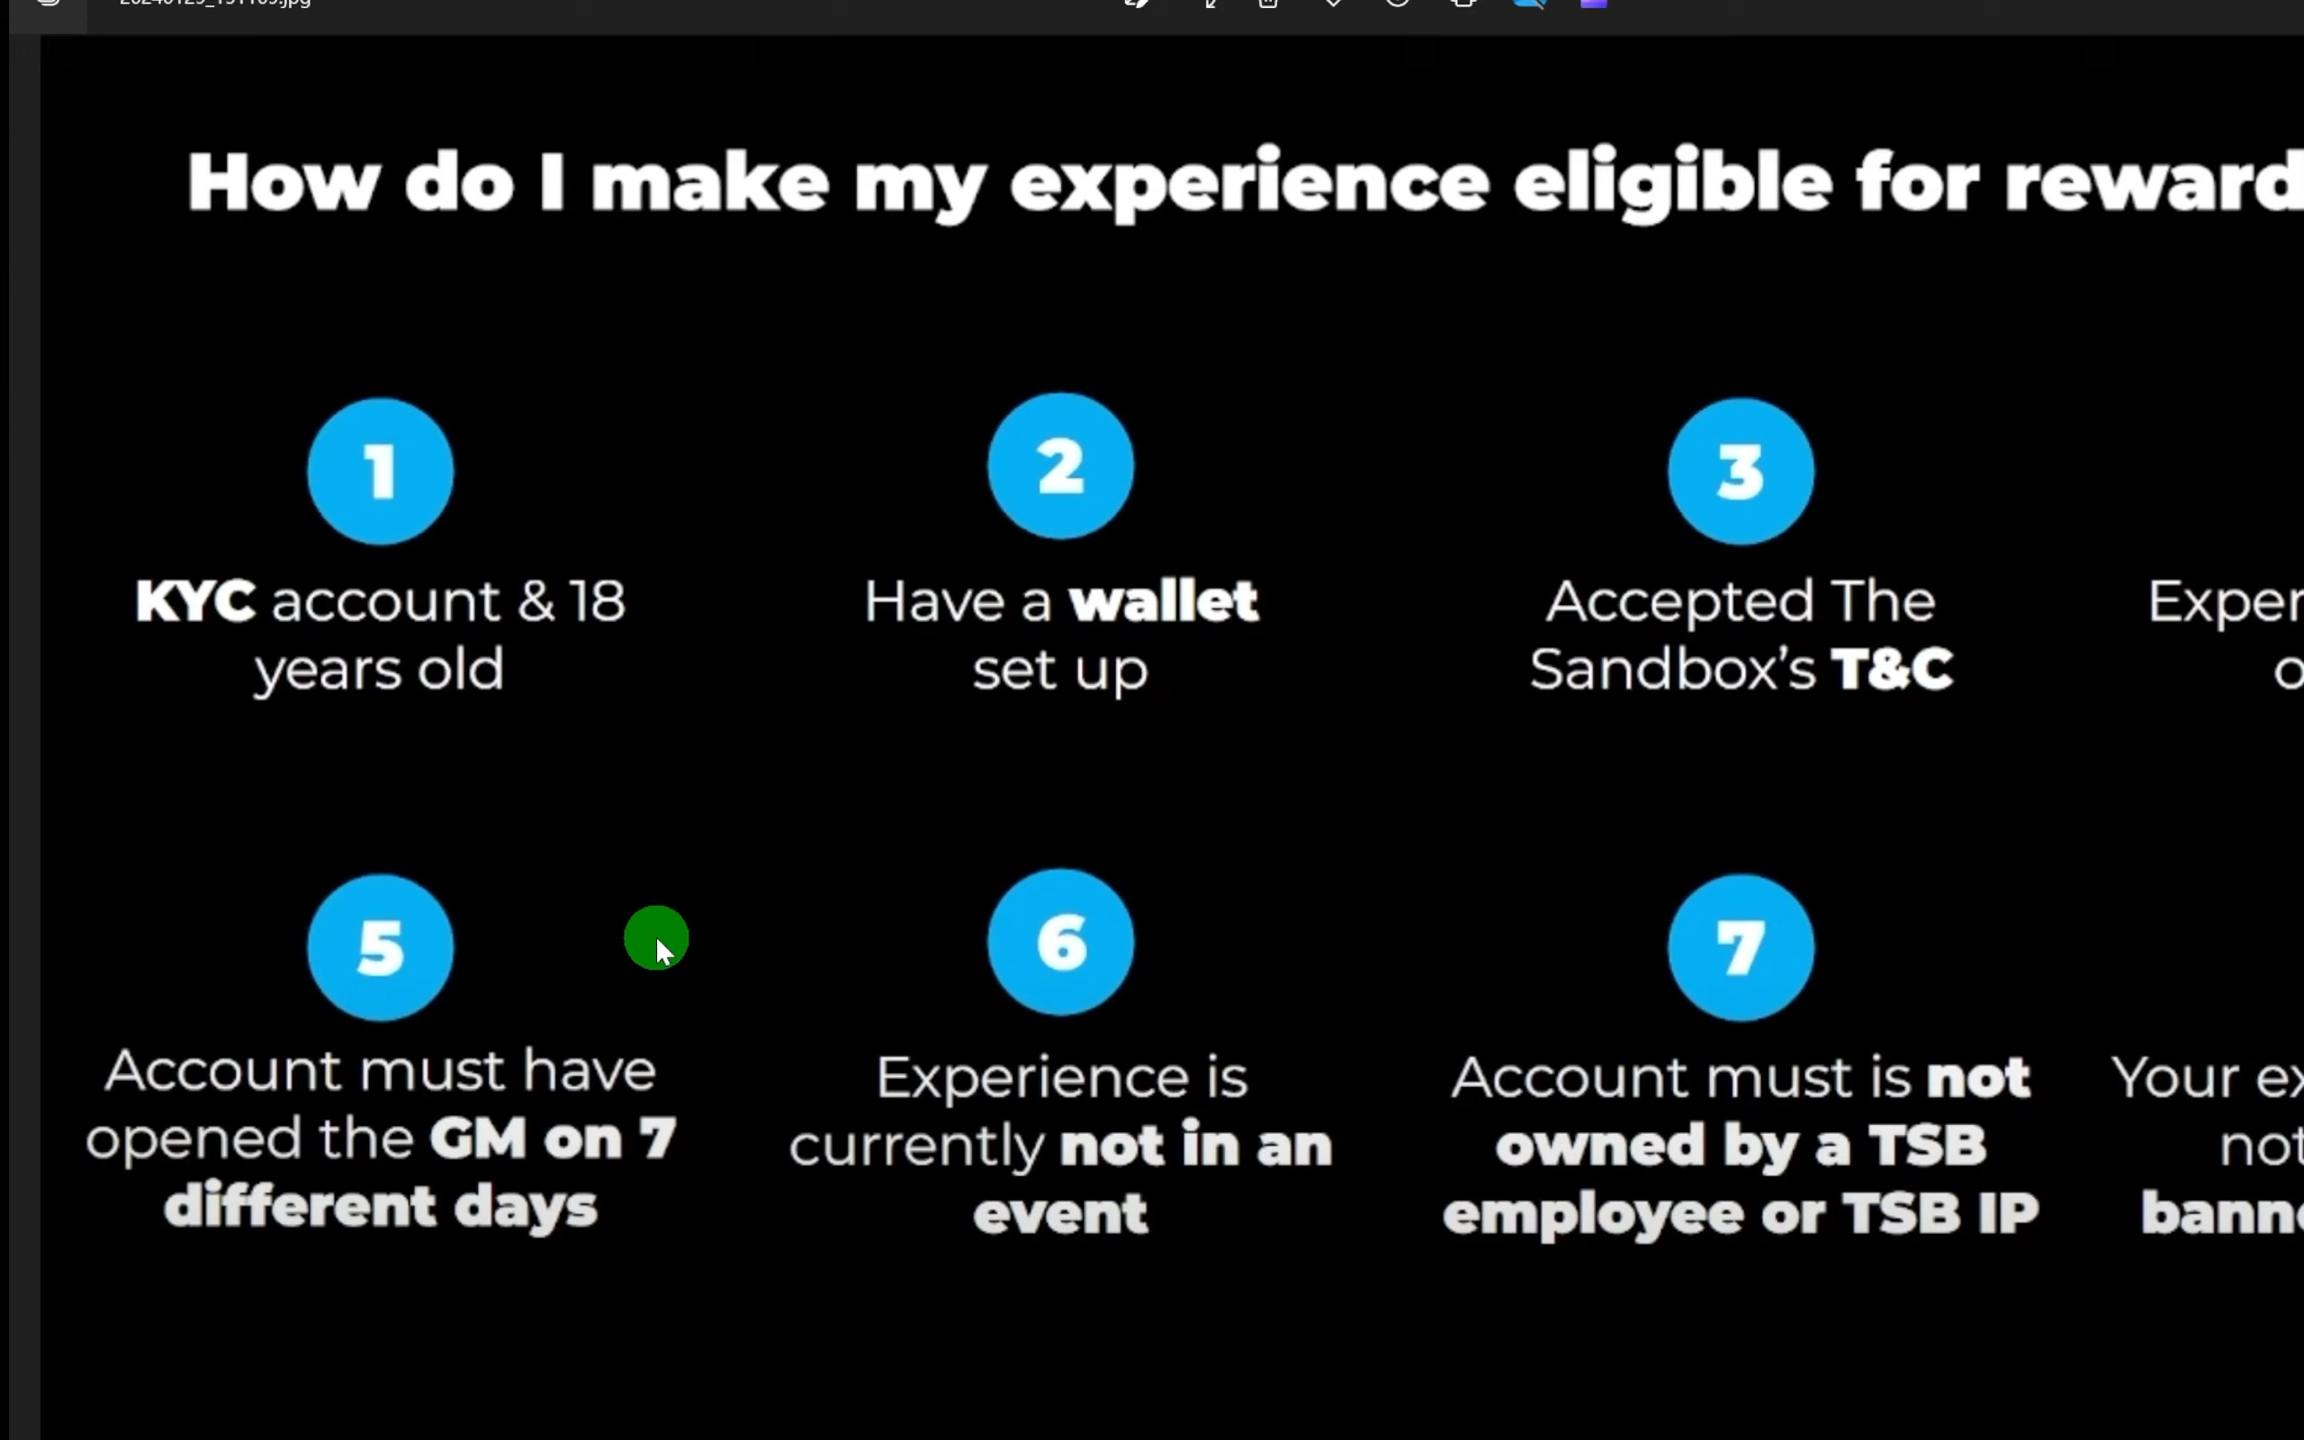 How do I make my experience eligible for reward
1
2
3
KYC account & 18
years old
Have a wallet
set up
Accepted The
Sandbox’s T&C
5
6
7
Account must have
opened the GM on 7
different days
Experience is
currently not in an
event
Account must is not
owned by a TSB
employee or TSB IP
Your